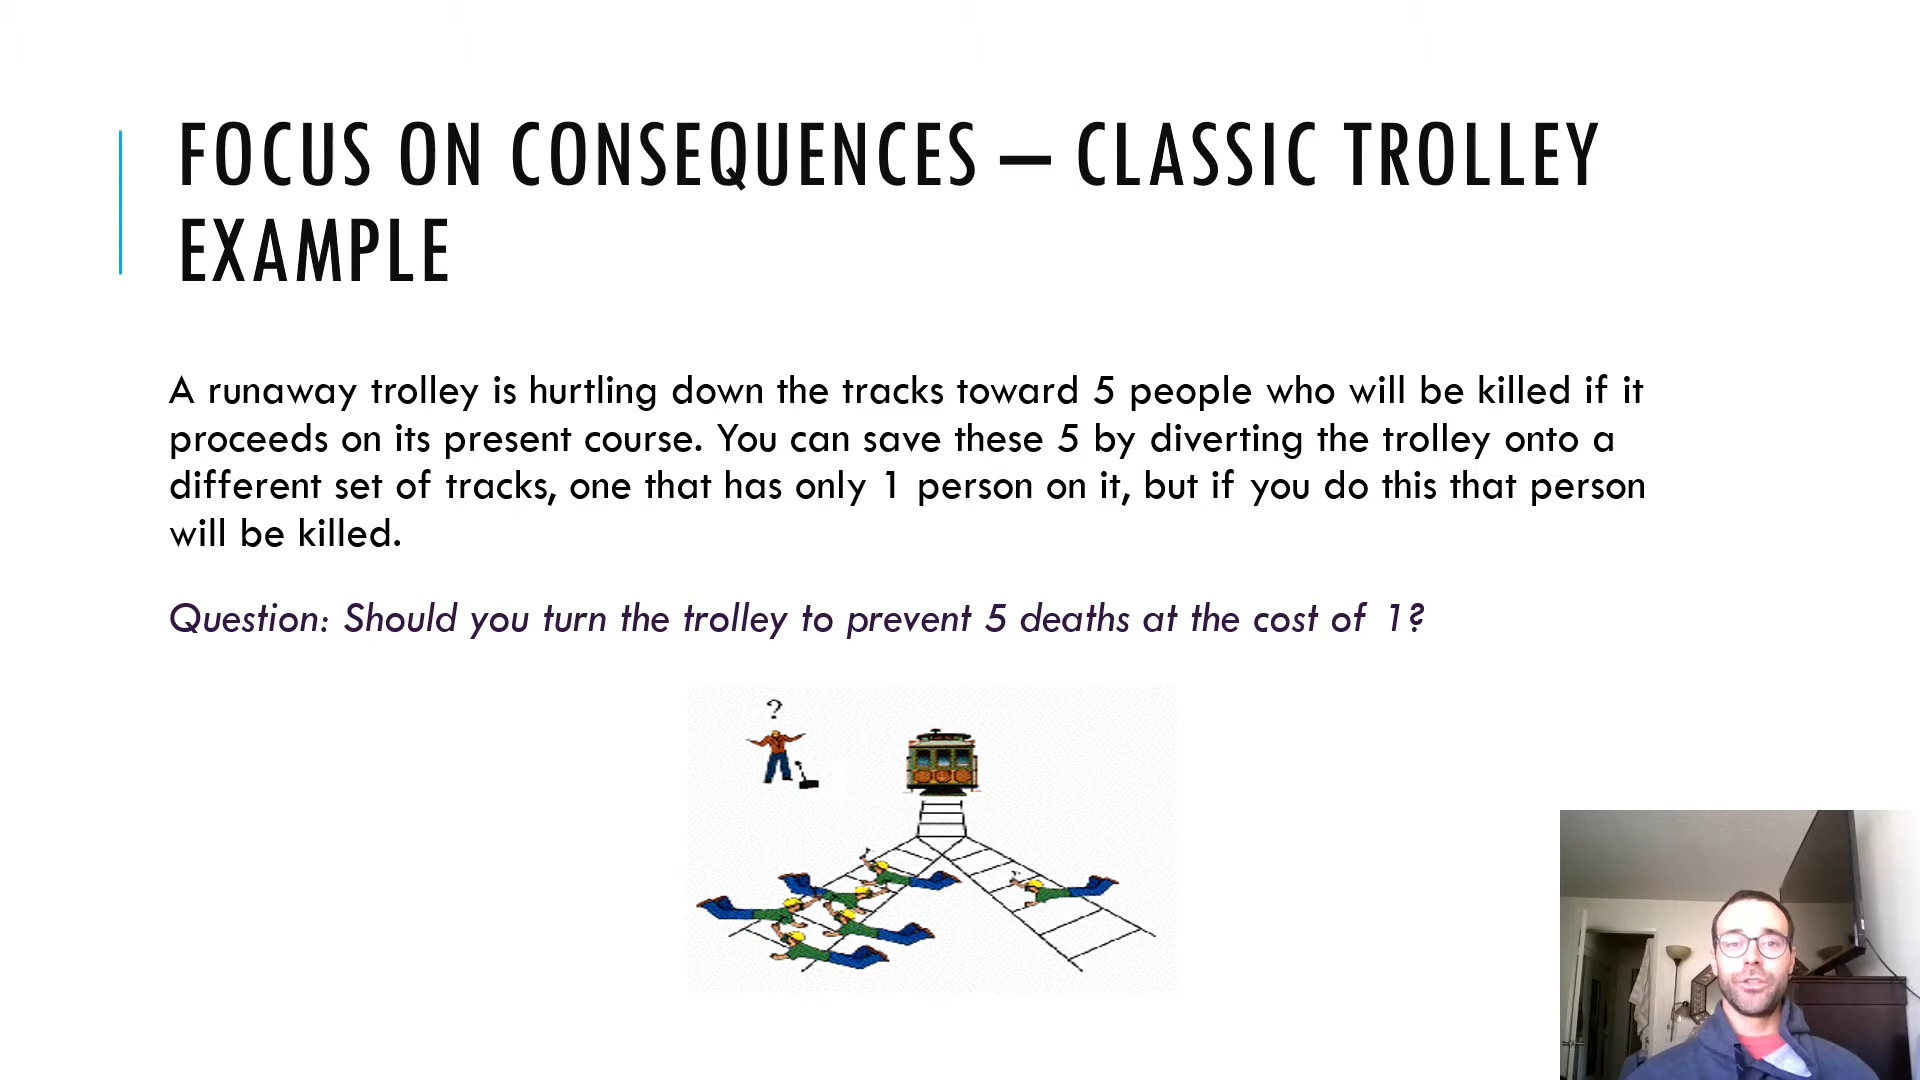 FOCUS ON CONSEQUENCES – CLASSIC TROLLEY
EXAMPLE
A runaway trolley is hurtling down the tracks toward 5 people who will be killed if it
proceeds on its present course. You can save these 5 by diverting the trolley onto a
different set of tracks, one that has only 1 person on it, but if you do this that person
will be killed.
Question: Should you turn the trolley to prevent 5 deaths at the cost of 1?
?